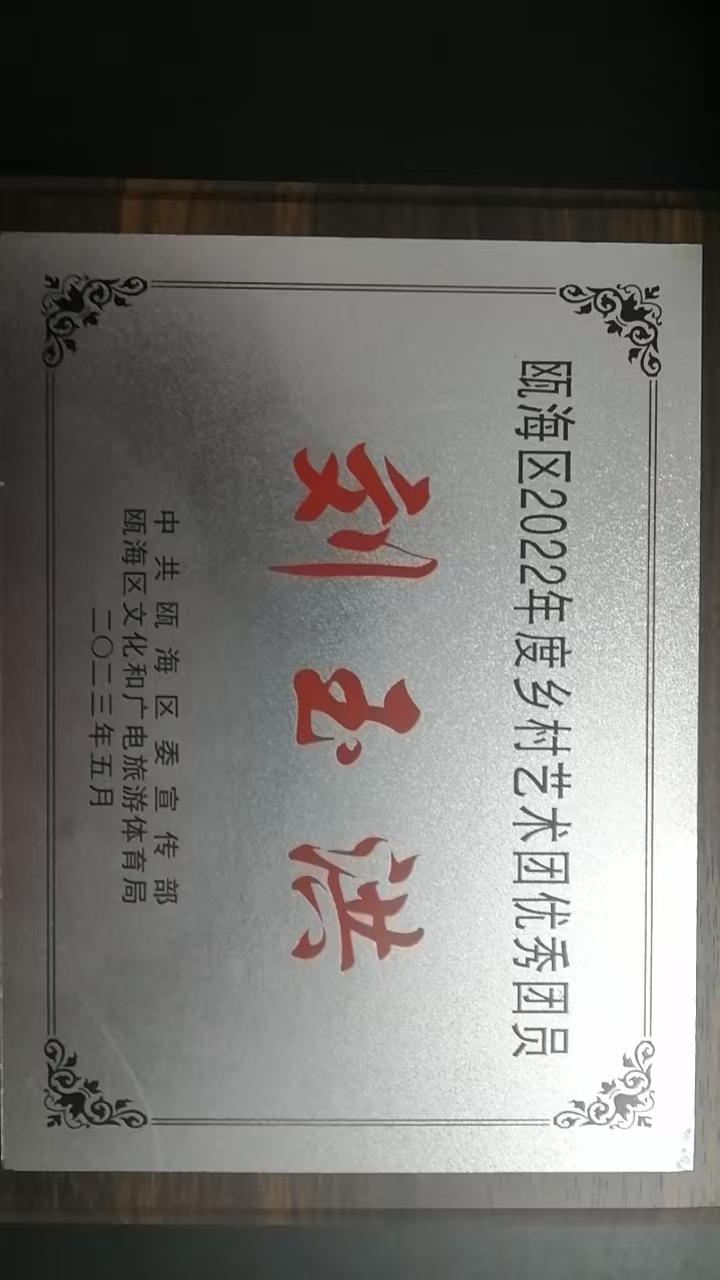 瓯海区2022年度乡村艺术团优秀团员
刘玉洪
中共瓯海区委宣传部
瓯海区文化和广电旅游体育局
二〇二三年五月